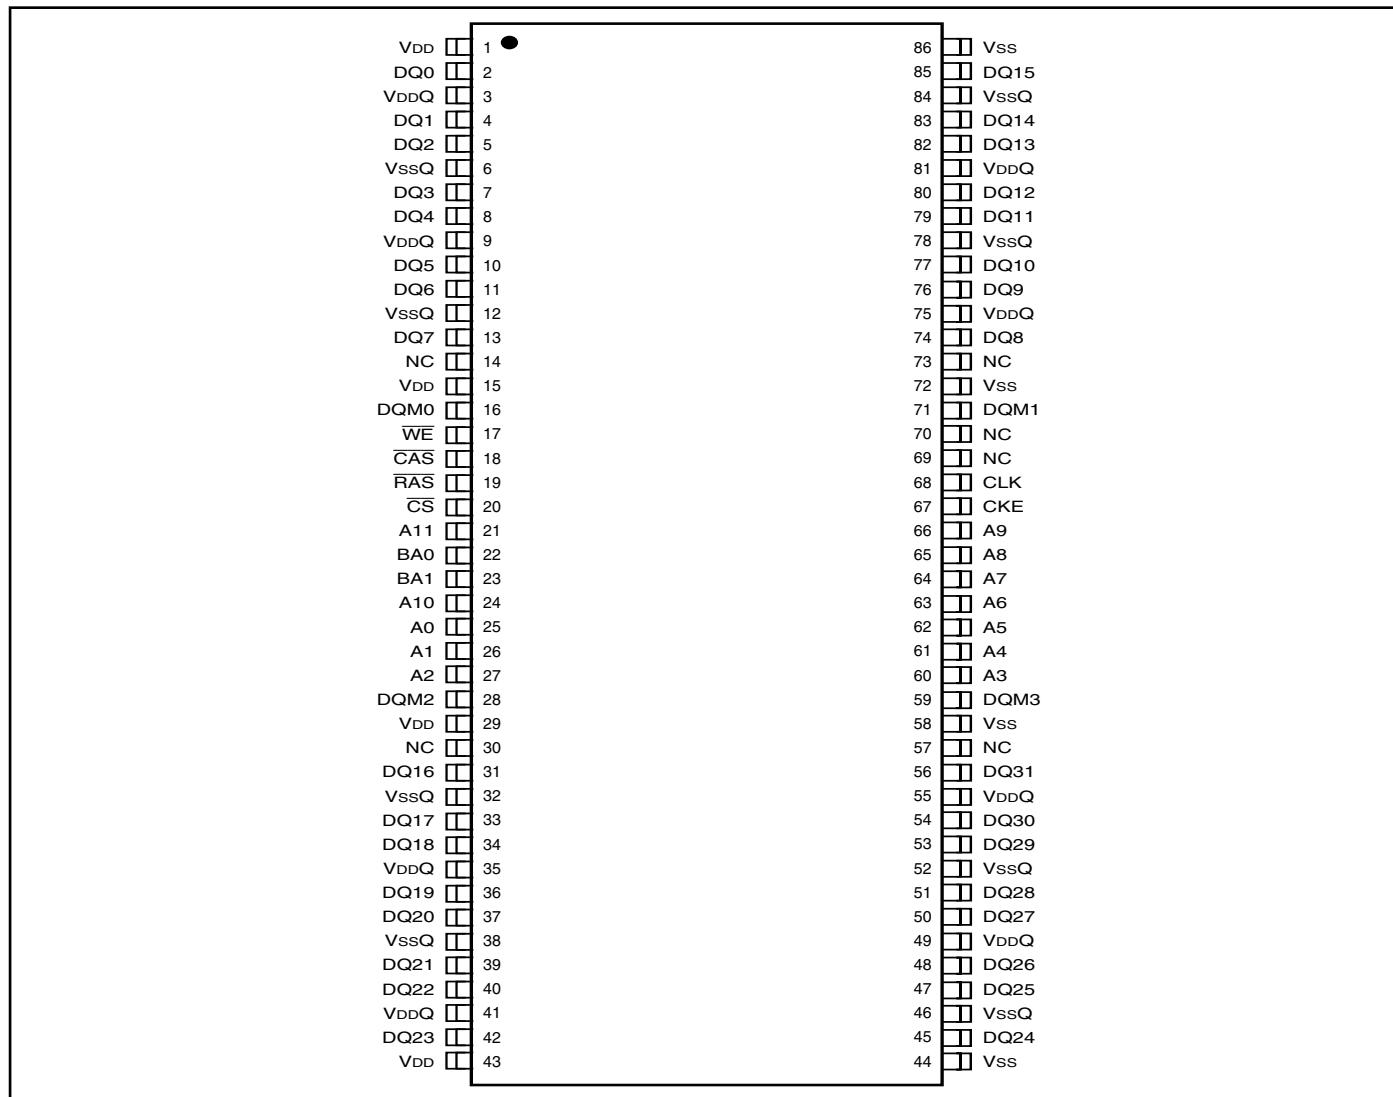 VDD 1 86 VSS
DQ0 2 85 DQ15
VDDQ 3 84 VSSQ
DQ1 4 83 DQ14
DQ2 5 82 DQ13
VSSQ 6 81 VDDQ
DQ3 7 80 DQ12
DQ4 8 79 DQ11
VDDQ 9 78 VSSQ
DQ5 10 77 DQ10
DQ6 11 76 DQ9
VSSQ 12 75 VDDQ
DQ7 13 74 DQ8
NC 14 73 NC
VDD 15 72 VSS
DQM0 16 71 DQM1
W̅E̅ 17 70 NC
C̅A̅S̅ 18 69 NC
R̅A̅S̅ 19 68 CLK
C̅S̅ 20 67 CKE
A11 21 66 A9
BA0 22 65 A8
BA1 23 64 A7
A10 24 63 A6
A0 25 62 A5
A1 26 61 A4
A2 27 60 A3
DQM2 28 59 DQM3
VDD 29 58 VSS
NC 30 57 NC
DQ16 31 56 DQ31
VSSQ 32 55 VDDQ
DQ17 33 54 DQ30
DQ18 34 53 DQ29
VDDQ 35 52 VSSQ
DQ19 36 51 DQ28
DQ20 37 50 DQ27
VSSQ 38 49 VDDQ
DQ21 39 48 DQ26
DQ22 40 47 DQ25
VDDQ 41 46 VSSQ
DQ23 42 45 DQ24
VDD 43 44 VSS